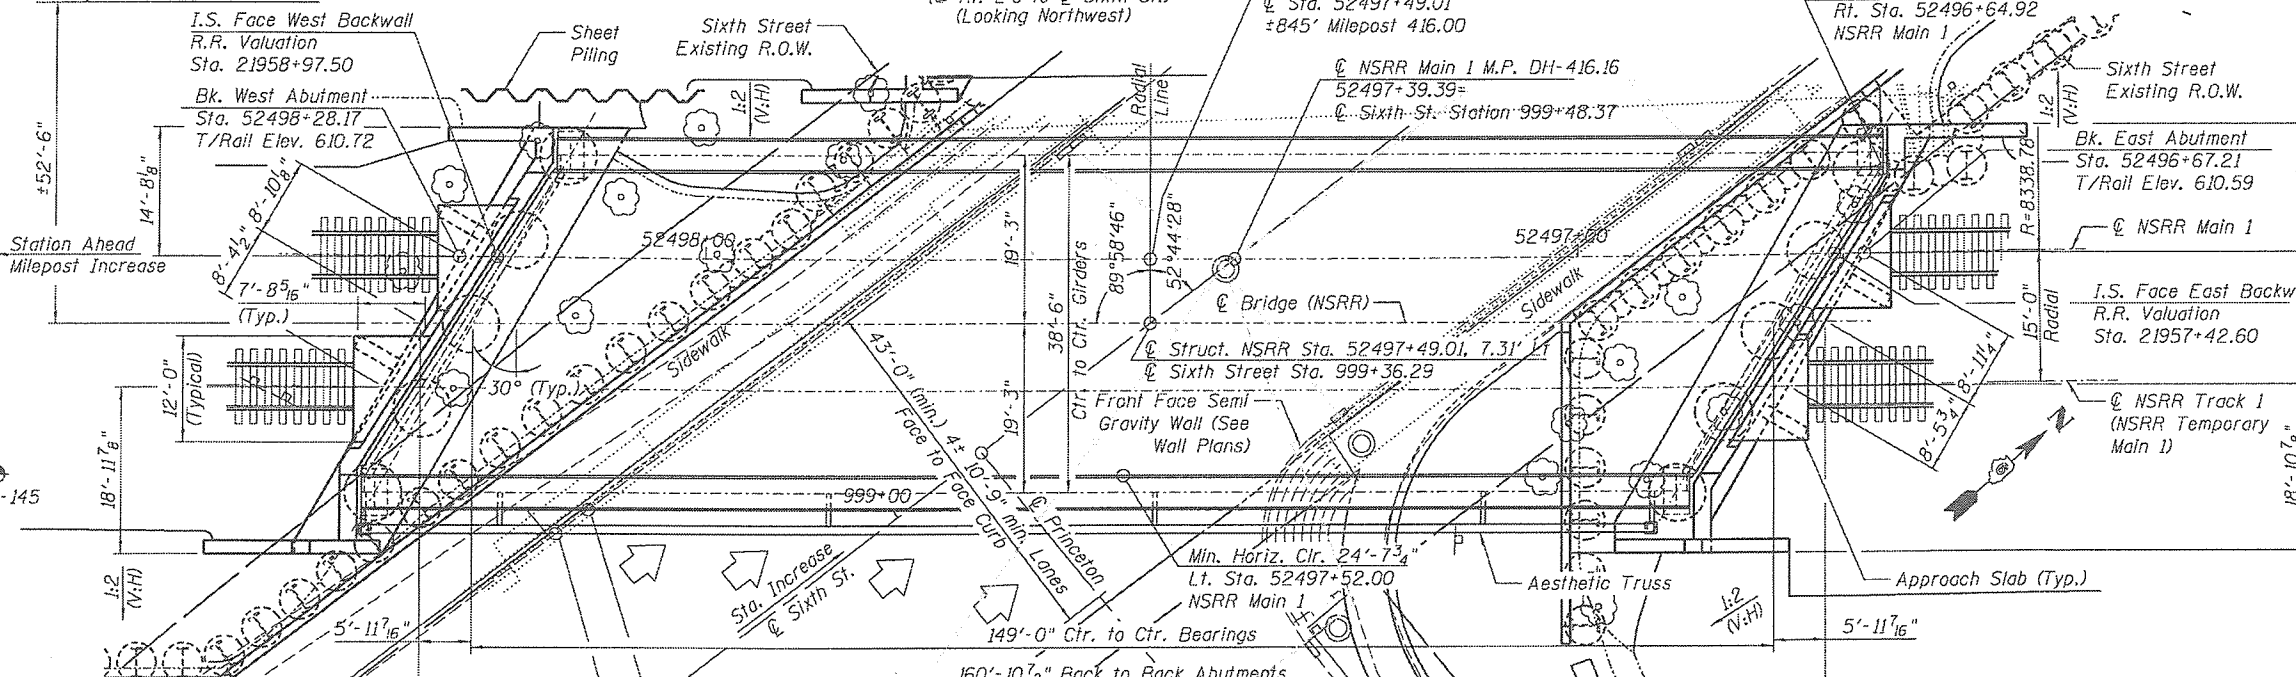 I.S. Face West Backwall
R.R. Valuation
Sta. 21958+97.50
Bk. West Abutment
Sta. 52498+28.17
T/Rail Elev. 610.72
±52'-6"
14'-8⅛"
8'-10⅛"
8'-4½"
Station Ahead
Milepost Increase
7'-8 5/16"
(Typ.)
12'-0"
(Typical)
18'-11⅞"
-145
1:2
(V:H)
5'-11 7/16"
Sheet
Piling
Sixth Street
Existing R.O.W.
1:2
(V:H)
(Looking Northwest)
℄ Sta. 52497+49.01
±845' Milepost 416.00
Radial
Line
℄ NSRR Main 1 M.P. DH-416.16
52497+39.39=
℄ Sixth St. Station 999+48.37
52498+00
52497+00
19'-3"
38'-6"
Ctr. to Ctr. Girders
19'-3"
89°58'46"
52°44'28"
℄ Bridge (NSRR)
℄ Struct. NSRR Sta. 52497+49.01, 7.31' Lt
℄ Sixth Street Sta. 999+36.29
Sidewalk
Sidewalk
30° (Typ.)
43'-0" (min.) 4± 10'-9" min. Lanes
Face to Face Curb
℄ Princeton
Front Face Semi
Gravity Wall (See
Wall Plans)
999+00
Sta. Increase
℄ Sixth St.
Min. Horiz. Clr. 24'-7¾"
Lt. Sta. 52497+52.00
NSRR Main 1
149'-0" Ctr. to Ctr. Bearings
160'-10⅞" Back to Back Abutments
Aesthetic Truss
1:2
(V:H)
Approach Slab (Typ.)
5'-11 7/16"
Rt. Sta. 52496+64.92
NSRR Main 1
1:2
(V:H)
Sixth Street
Existing R.O.W.
Bk. East Abutment
Sta. 52496+67.21
T/Rail Elev. 610.59
R=8338.78'
℄ NSRR Main 1
I.S. Face East Backw
R.R. Valuation
Sta. 21957+42.60
15'-0"
Radial
8'-11¼"
8'-5¾"
℄ NSRR Track 1
(NSRR Temporary
Main 1)
N
18'-10⅞"